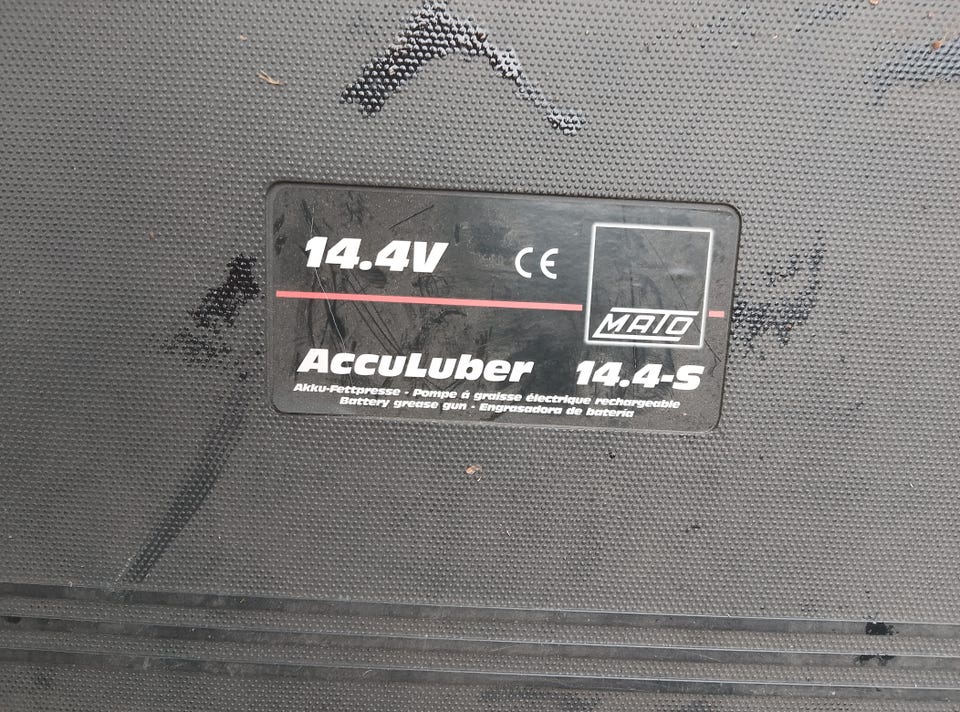 14.4V CE
MATO
AccuLuber 14.4-S
Akku-Fettpresse - Pompe á graisse électrique rechargeable
Battery grease gun - Engrasadora de batería